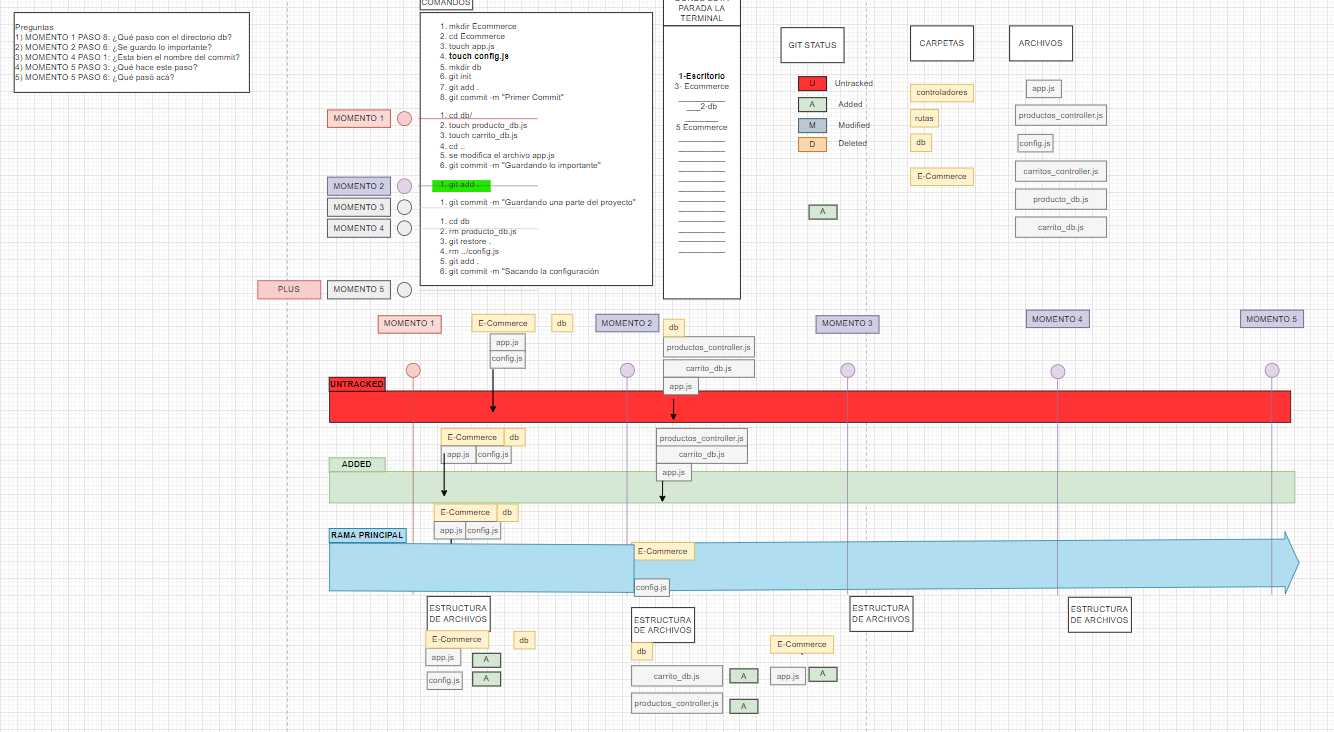 Preguntas
1) MOMENTO 1 PASO 8: ¿Qué paso con el directorio db?
2) MOMENTO 2 PASO 6: ¿Se guardo lo importante?
3) MOMENTO 4 PASO 1: ¿Esta bien el nombre del commit?
4) MOMENTO 5 PASO 3: ¿Qué hace este paso?
5) MOMENTO 5 PASO 6: ¿Qué pasó acá?
COMANDOS
1. mkdir Ecommerce
2. cd Ecommerce
3. touch app.js
4. touch config.js
5. mkdir db
6. git init
7. git add .
8. git commit -m "Primer Commit"
1. cd db/
2. touch producto_db.js
3. touch carrito_db.js
4. cd ..
5. se modifica el archivo app.js
6. git commit -m "Guardando lo importante"
1. git add .
1. git commit -m "Guardando una parte del proyecto"
1. cd db
2. rm producto_db.js
3. git restore .
4. rm ../config.js
5. git add .
6. git commit -m "Sacando la configuración
MOMENTO 1
MOMENTO 2
MOMENTO 3
MOMENTO 4
PLUS
MOMENTO 5
PARADA LA
TERMINAL
1-Escritorio
3- Ecommerce
___2-db
5 Ecommerce
GIT STATUS
U Untracked
A Added
M Modified
D Deleted
A
CARPETAS
controladores
rutas
db
E-Commerce
ARCHIVOS
app.js
productos_controller.js
config.js
carritos_controller.js
producto_db.js
carrito_db.js
MOMENTO 1
E-Commerce
db
app.js
config.js
MOMENTO 2
db
productos_controller.js
carrito_db.js
app.js
MOMENTO 3
MOMENTO 4
MOMENTO 5
UNTRACKED
E-Commerce
db
app.js
config.js
productos_controller.js
carrito_db.js
app.js
ADDED
E-Commerce
db
app.js
config.js
RAMA PRINCIPAL
E-Commerce
config.js
ESTRUCTURA
DE ARCHIVOS
E-Commerce
db
app.js
A
config.js
A
ESTRUCTURA
DE ARCHIVOS
db
carrito_db.js
A
productos_controller.js
A
E-Commerce
app.js
A
ESTRUCTURA
DE ARCHIVOS
ESTRUCTURA
DE ARCHIVOS